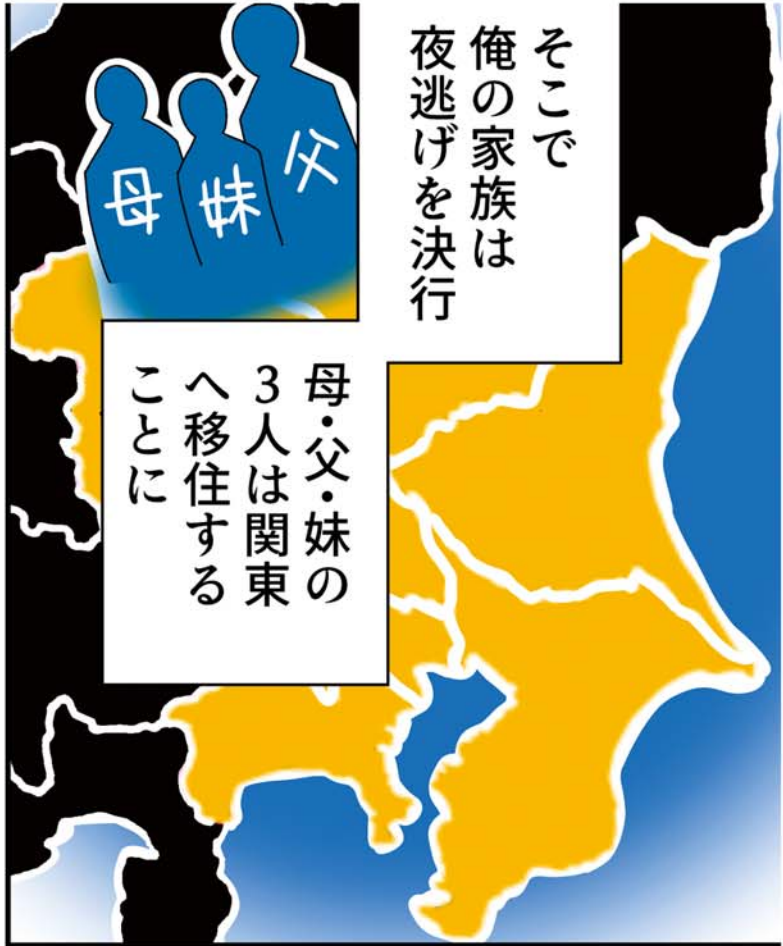 そこで
俺の家族は
夜逃げを決行
父
妹
母
母・父・妹の
３人は関東
へ移住する
ことに